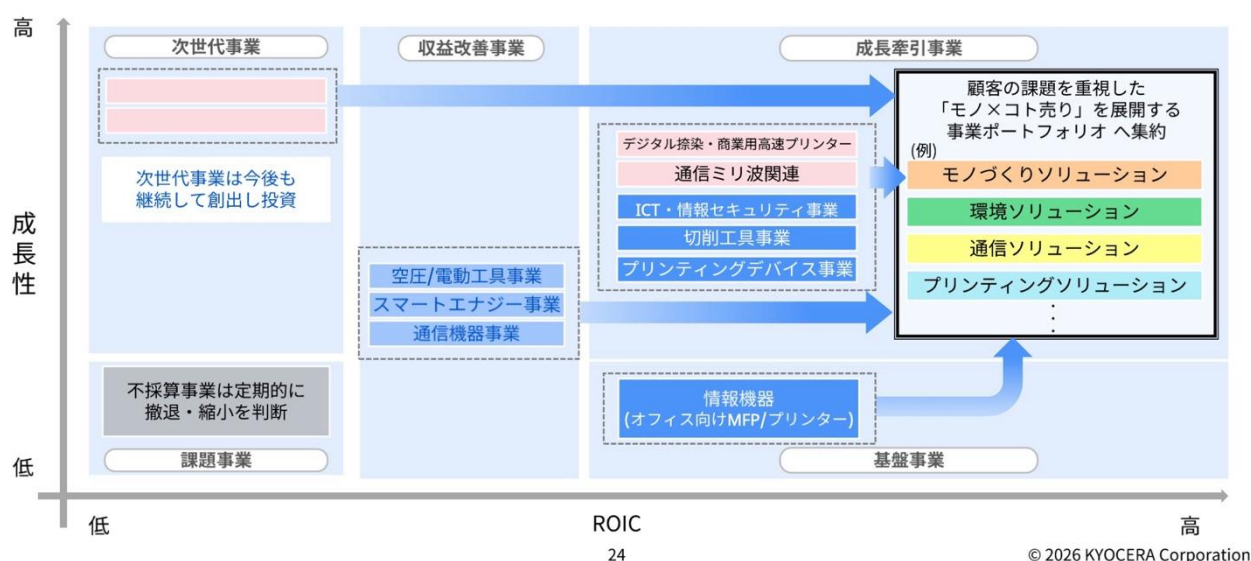 高
成長性
低
次世代事業
次世代事業は今後も
継続して創出し投資
不採算事業は定期的に
撤退・縮小を判断
課題事業
収益改善事業
空圧/電動工具事業
スマートエナジー事業
通信機器事業
成長牽引事業
デジタル捺染・商業用高速プリンター
通信ミリ波関連
ICT・情報セキュリティ事業
切削工具事業
プリンティングデバイス事業
顧客の課題を重視した
「モノ×コト売り」を展開する
事業ポートフォリオ へ集約
(例)
モノづくりソリューション
環境ソリューション
通信ソリューション
プリンティングソリューション
⋮
情報機器
(オフィス向けMFP/プリンター)
基盤事業
低
ROIC
高
24
© 2026 KYOCERA Corporation